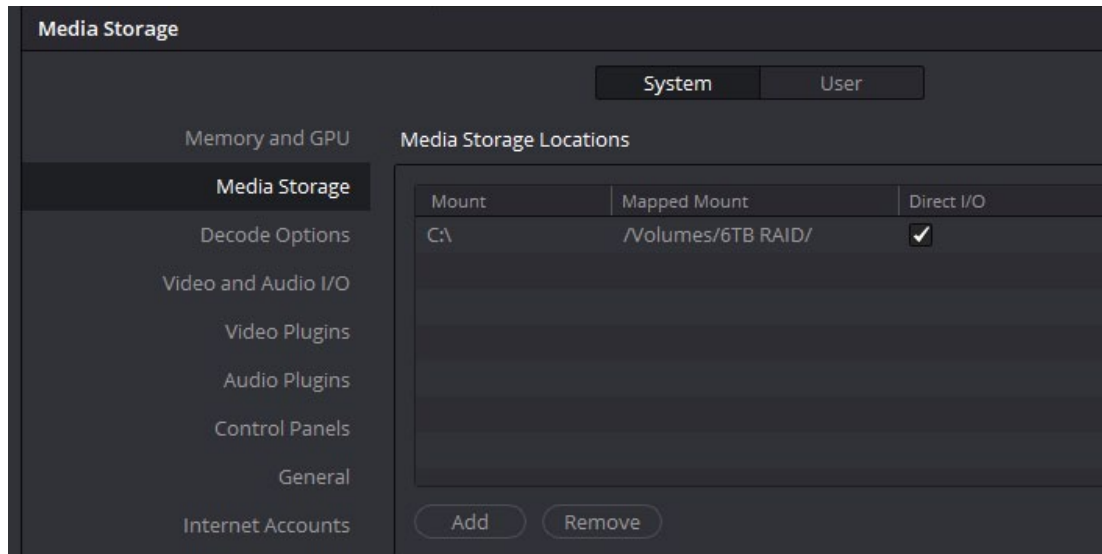 Media Storage
System User
Memory and GPU
Media Storage
Decode Options
Video and Audio I/O
Video Plugins
Audio Plugins
Control Panels
General
Internet Accounts
Media Storage Locations
Mount Mapped Mount Direct I/O
C:\ /Volumes/6TB RAID/
Add Remove